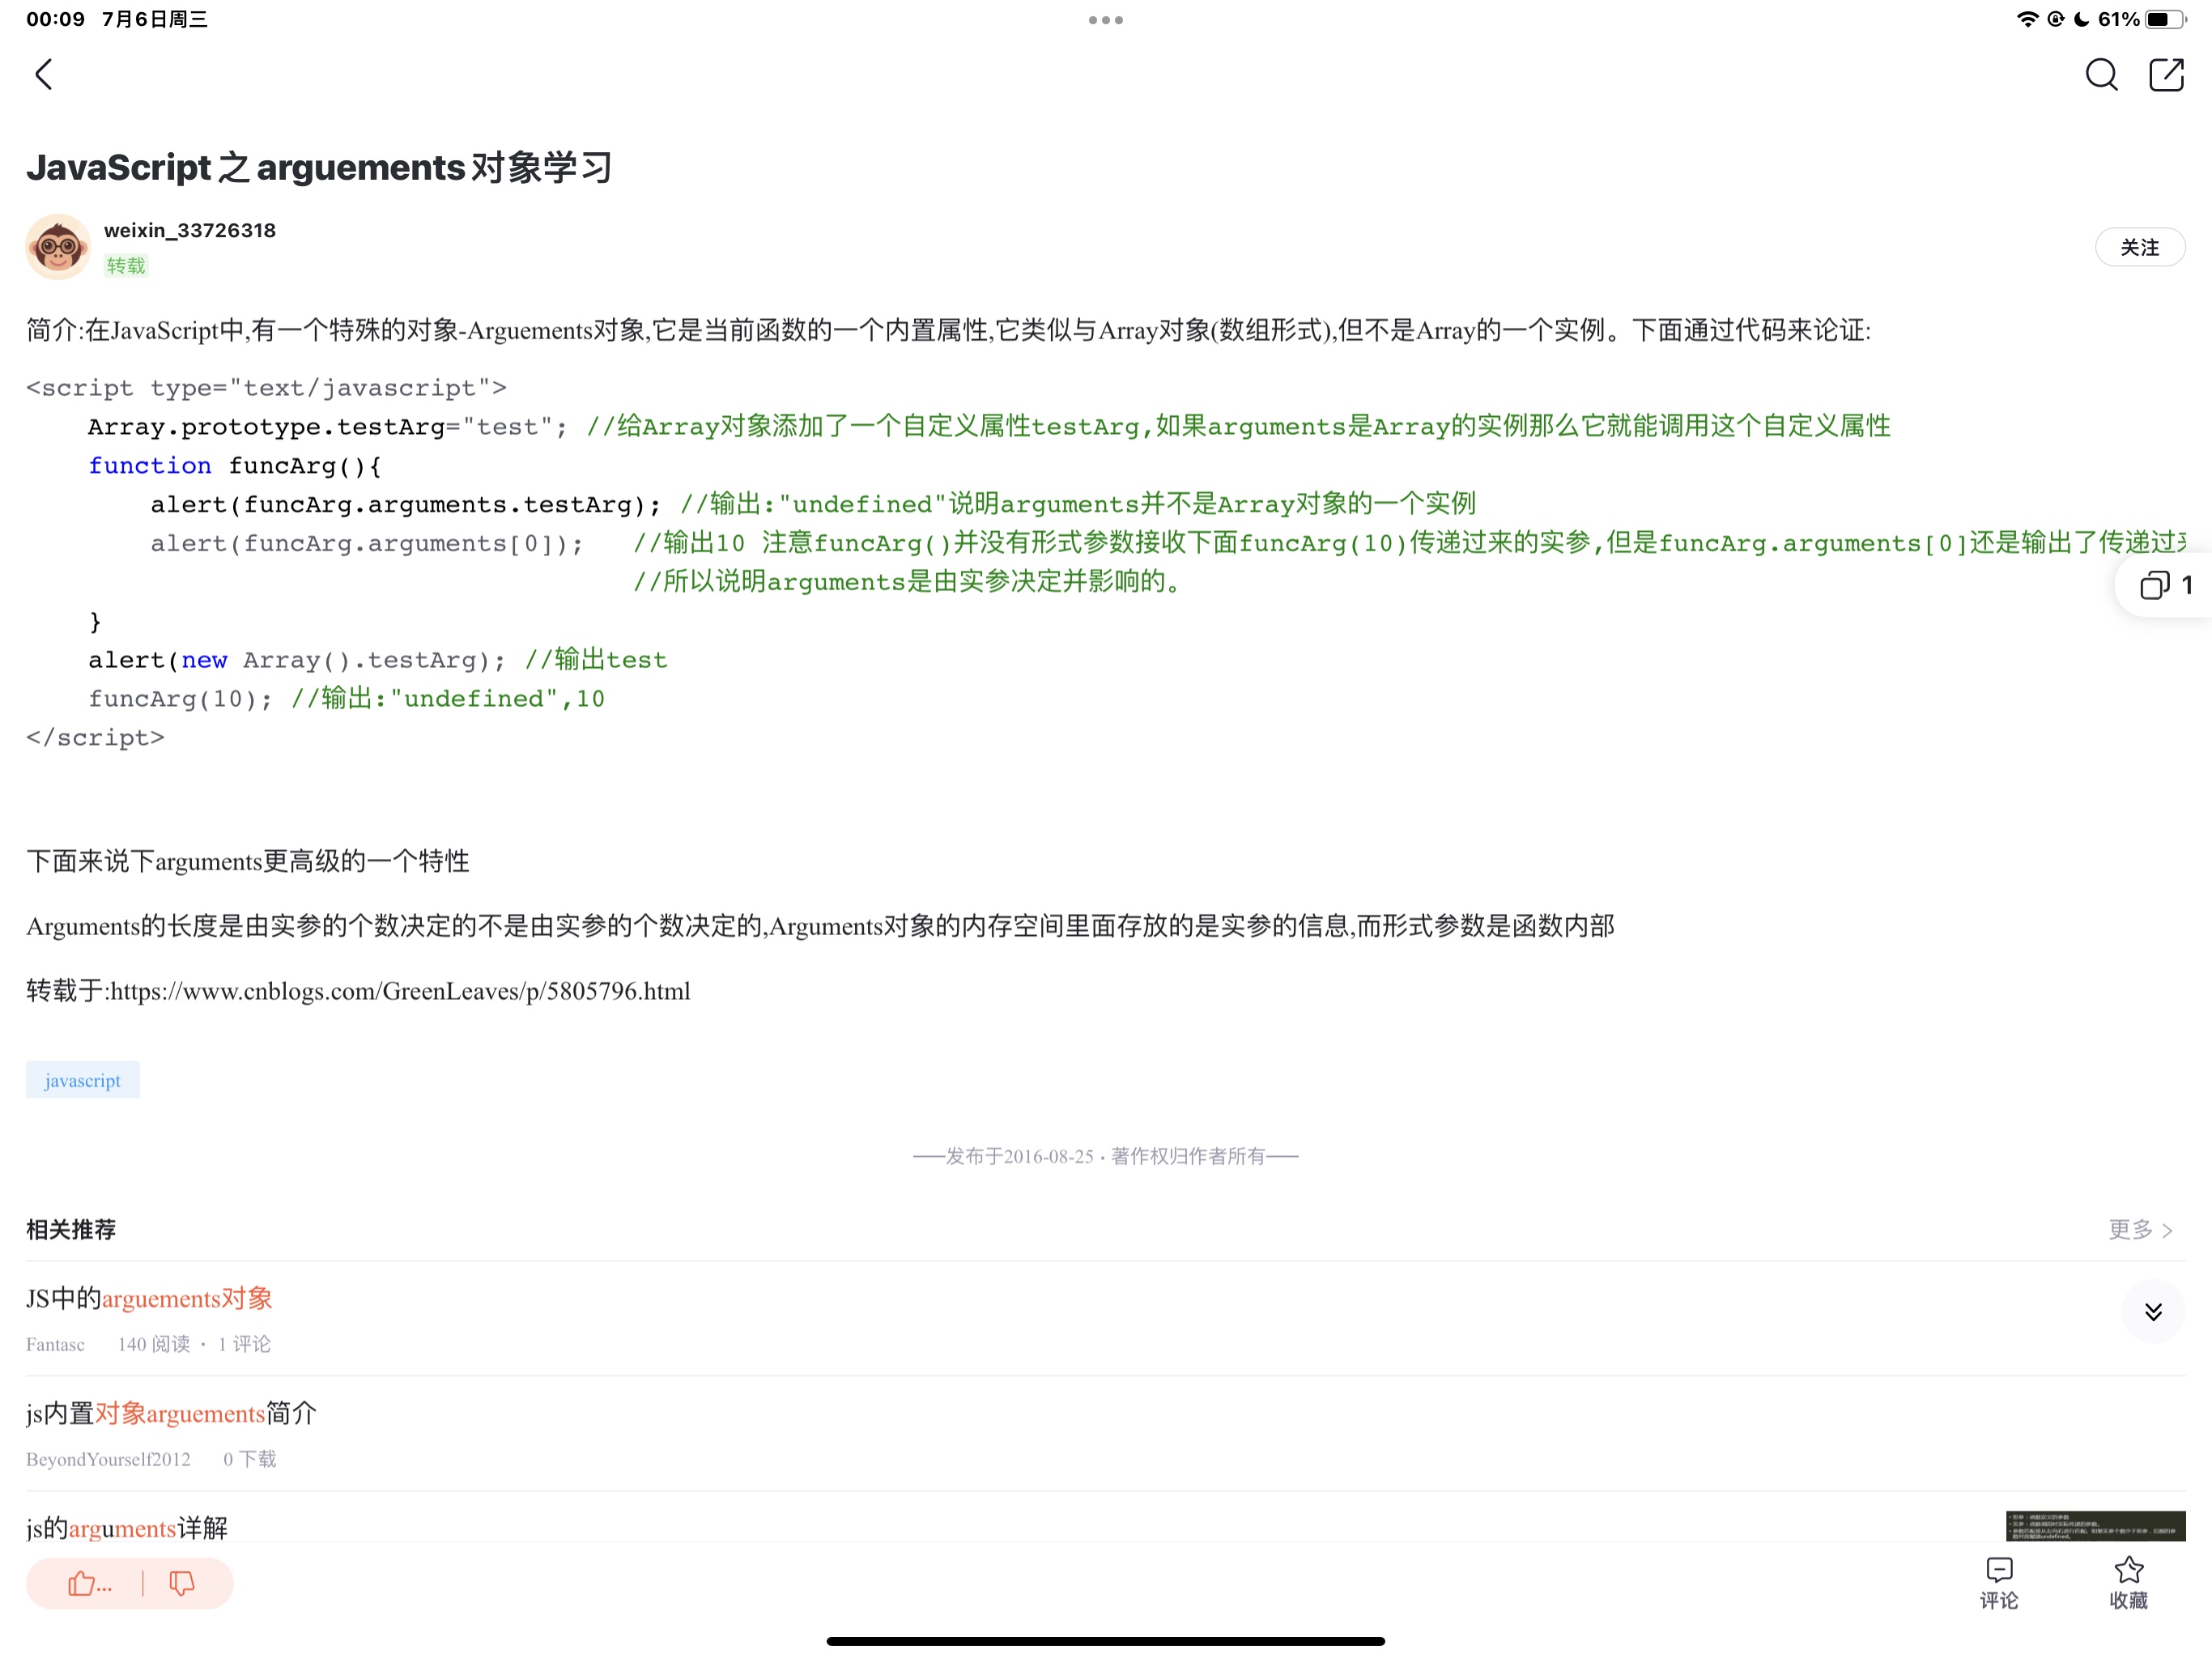 00:09 7月6日周三
61%
JavaScript之arguements对象学习
weixin_33726318
转载
关注
简介:在JavaScript中,有一个特殊的对象-Arguements对象,它是当前函数的一个内置属性,它类似与Array对象(数组形式),但不是Array的一个实例。下面通过代码来论证:
<script type="text/javascript">
    Array.prototype.testArg="test"; //给Array对象添加了一个自定义属性testArg,如果arguments是Array的实例那么它就能调用这个自定义属性
    function funcArg(){
        alert(funcArg.arguments.testArg); //输出:"undefined"说明arguments并不是Array对象的一个实例
        alert(funcArg.arguments[0]);   //输出10 注意funcArg()并没有形式参数接收下面funcArg(10)传递过来的实参,但是funcArg.arguments[0]还是输出了传递过
                                       //所以说明arguments是由实参决定并影响的。
    }
    alert(new Array().testArg); //输出test
    funcArg(10); //输出:"undefined",10
</script>
1
下面来说下arguments更高级的一个特性
Arguments的长度是由实参的个数决定的不是由实参的个数决定的,Arguments对象的内存空间里面存放的是实参的信息,而形式参数是函数内部
转载于:https://www.cnblogs.com/GreenLeaves/p/5805796.html
javascript
——发布于2016-08-25 · 著作权归作者所有——
相关推荐
更多 >
JS中的arguements对象
Fantasc 140 阅读 · 1 评论
js内置对象arguements简介
BeyondYourself2012 0 下载
js的arguments详解
...
评论
收藏